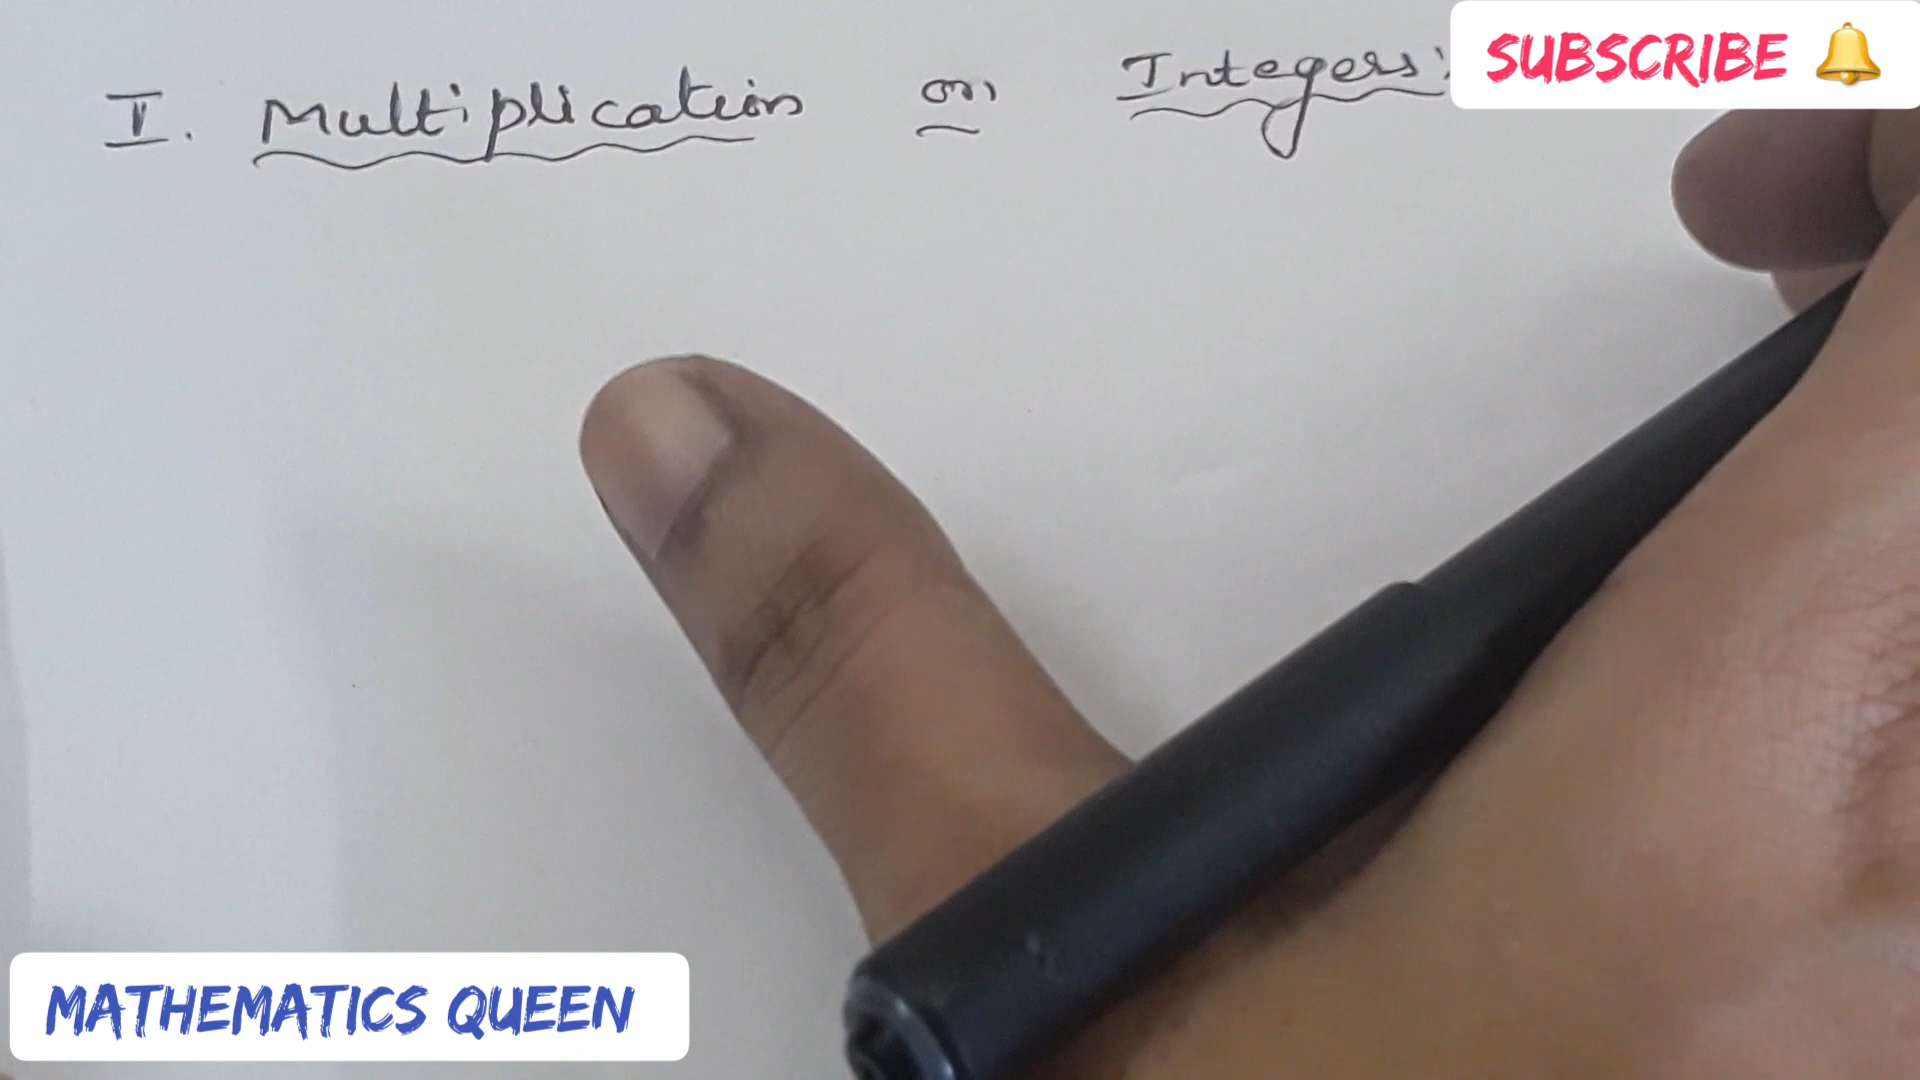 I. Multiplication on Integers:
SUBSCRIBE 🔔
MATHEMATICS QUEEN